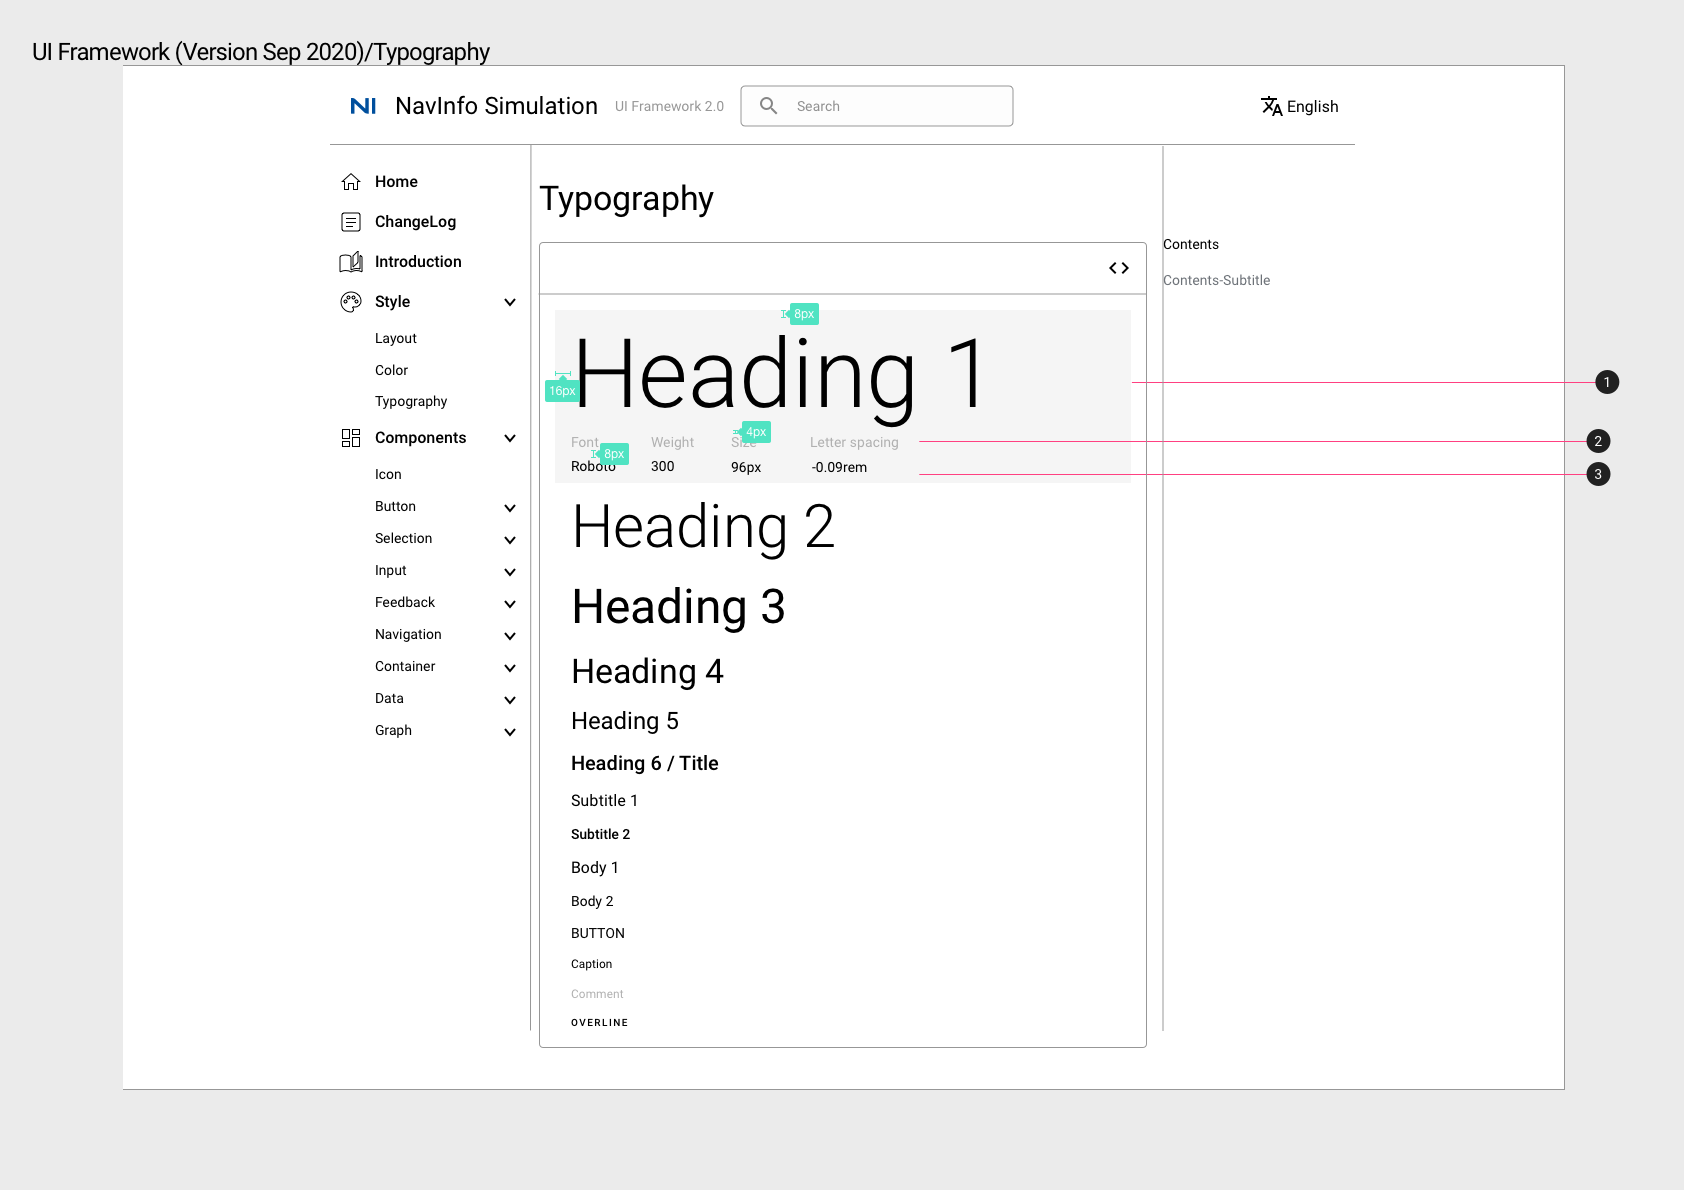 UI Framework (Version Sep 2020)/Typography
NI NavInfo Simulation UI Framework 2.0 Search English
Home
ChangeLog
Introduction
Style
Layout
Color
Typography
Components
Icon
Button
Selection
Input
Feedback
Navigation
Container
Data
Graph
Typography
8px
Heading 1
16px
1
4px
Font Weight Size Letter spacing
2
8px
Roboto 300 96px -0.09rem
3
Heading 2
Heading 3
Heading 4
Heading 5
Heading 6 / Title
Subtitle 1
Subtitle 2
Body 1
Body 2
BUTTON
Caption
Comment
OVERLINE
Contents
Contents-Subtitle